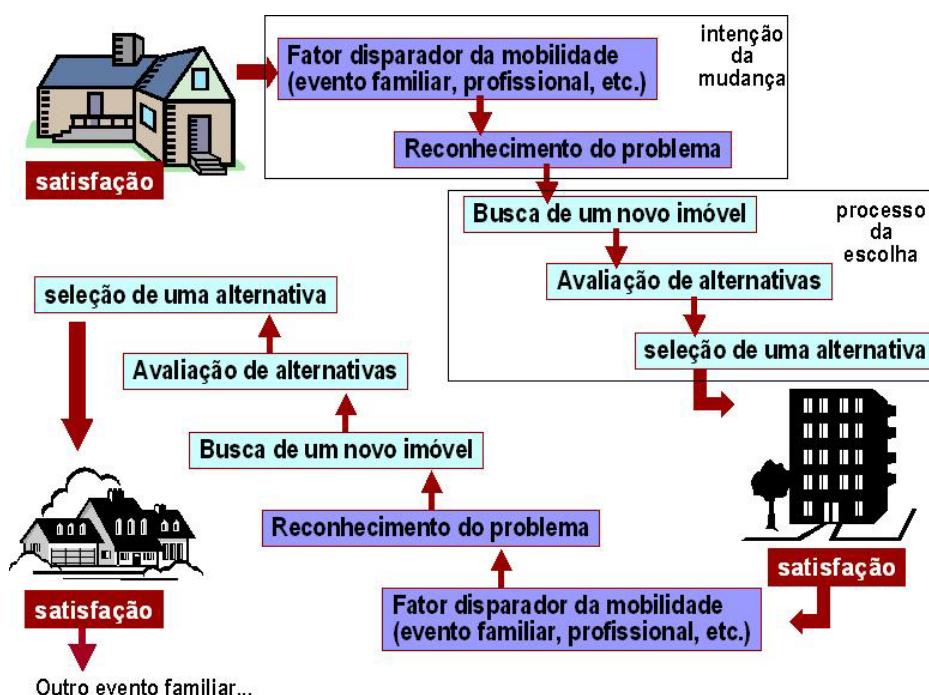 Fator disparador da mobilidade
(evento familiar, profissional, etc.)
intenção
da
mudança
Reconhecimento do problema
satisfação
Busca de um novo imóvel
processo
da
escolha
Avaliação de alternativas
seleção de uma alternativa
seleção de uma alternativa
Avaliação de alternativas
Busca de um novo imóvel
Reconhecimento do problema
satisfação
Fator disparador da mobilidade
(evento familiar, profissional, etc.)
satisfação
Outro evento familiar...